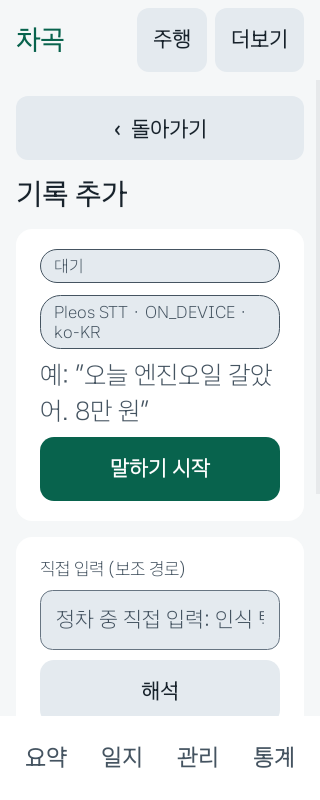 차곡
주행
더보기
‹ 돌아가기
기록 추가
대기
Pleos STT · ON_DEVICE ·
ko-KR
예: "오늘 엔진오일 갈았
어. 8만 원"
말하기 시작
직접 입력 (보조 경로)
정차 중 직접 입력: 인식
해석
요약
일지
관리
통계